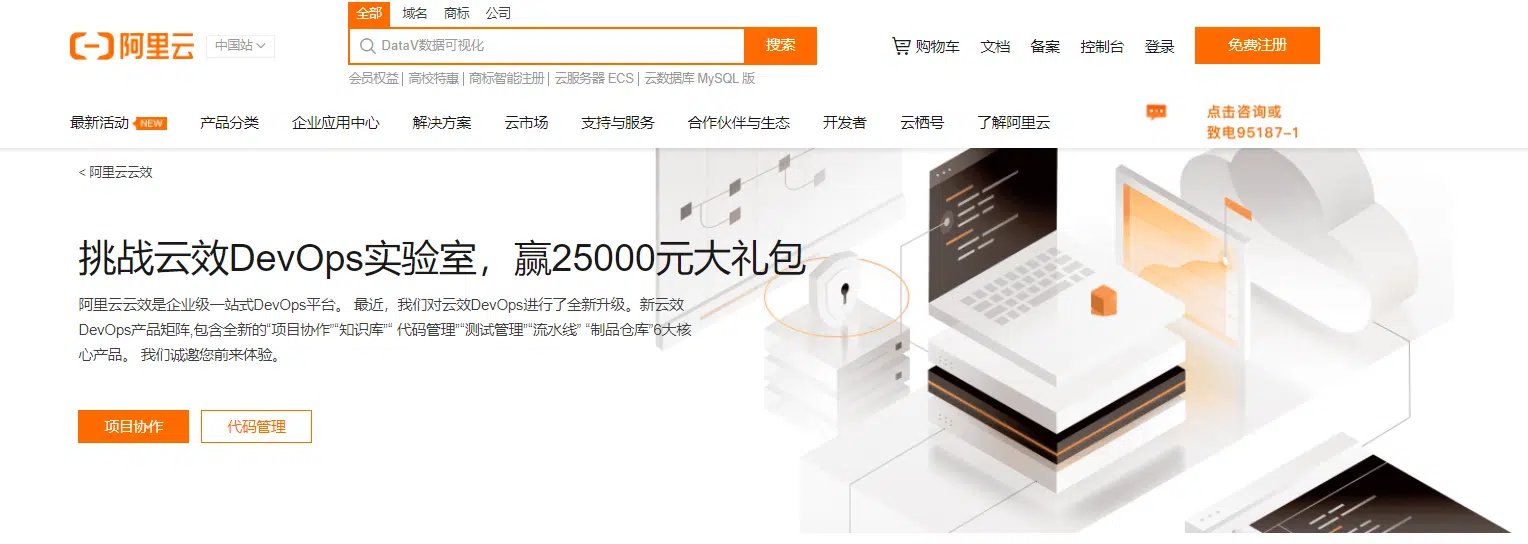 全部 域名 商标 公司
阿里云 中国站 DataV数据可视化 搜索 购物车 文档 备案 控制台 登录 免费注册
会员权益 | 高校特惠 | 商标智能注册 | 云服务器 ECS | 云数据库 MySQL 版
最新活动 NEW 产品分类 企业应用中心 解决方案 云市场 支持与服务 合作伙伴与生态 开发者 云栖号 了解阿里云
点击咨询或
致电95187-1
< 阿里云云效
挑战云效DevOps实验室，赢25000元大礼包
阿里云云效是企业级一站式DevOps平台。 最近，我们对云效DevOps进行了全新升级。新云效
DevOps产品矩阵,包含全新的“项目协作”“知识库”“ 代码管理”“测试管理”“流水线” “制品仓库”6大核
心产品。 我们诚邀您前来体验。
项目协作 代码管理